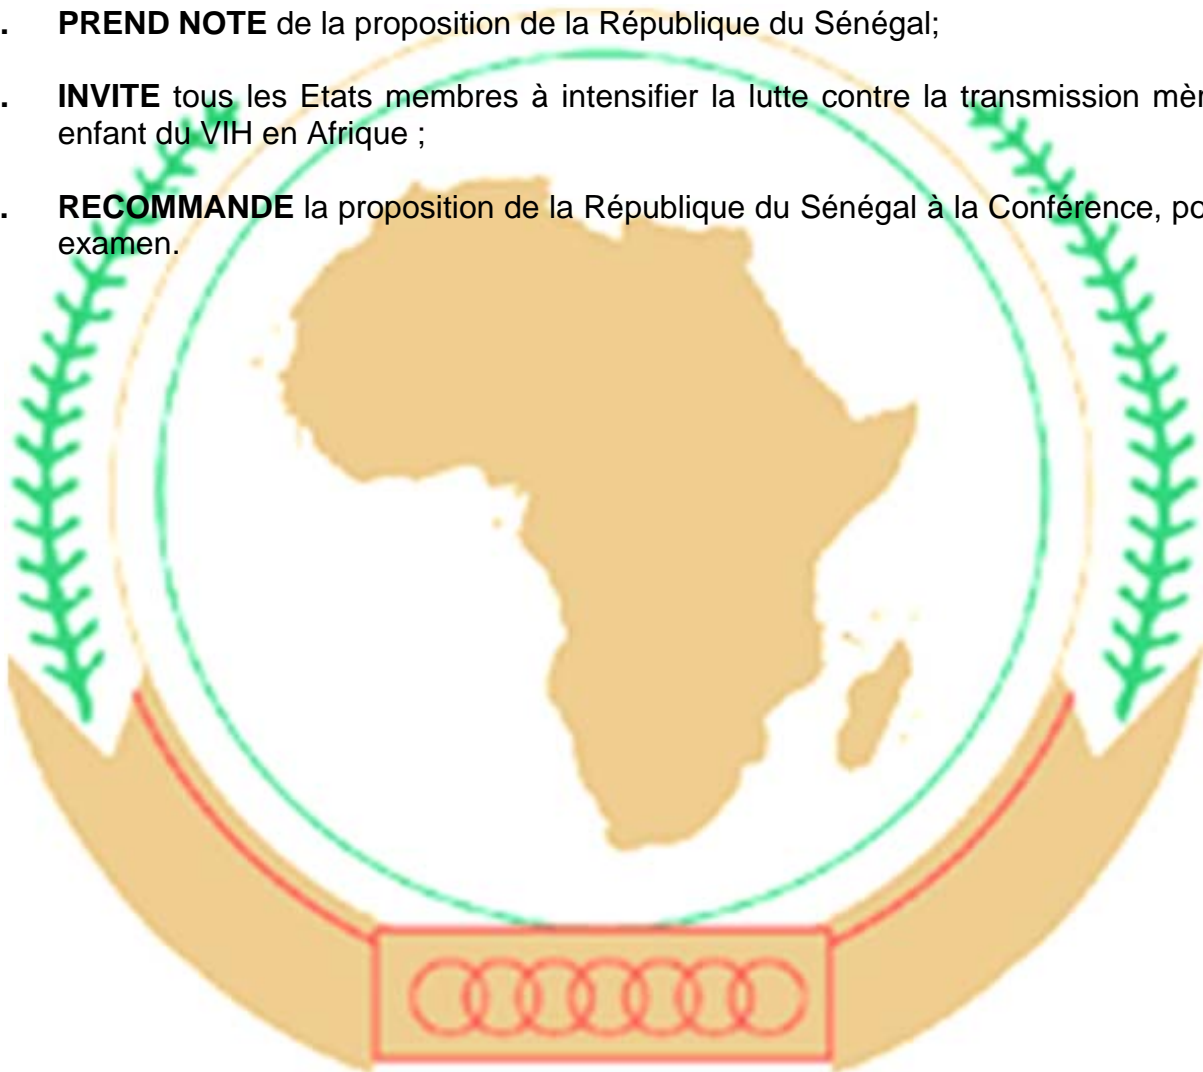 . PREND NOTE de la proposition de la République du Sénégal;
. INVITE tous les Etats membres à intensifier la lutte contre la transmission mèr
enfant du VIH en Afrique ;
. RECOMMANDE la proposition de la République du Sénégal à la Conférence, po
examen.